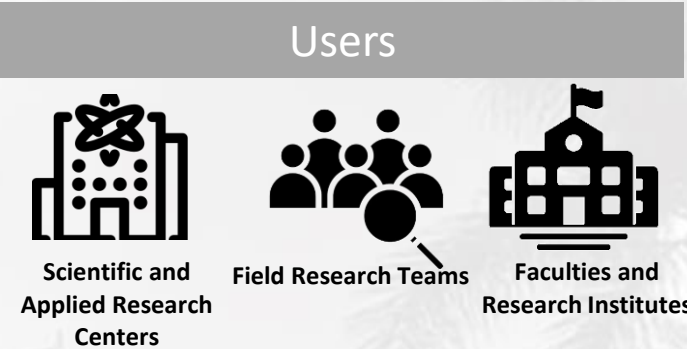 Users
Scientific and
Applied Research
Centers
Field Research Teams
Faculties and
Research Institutes